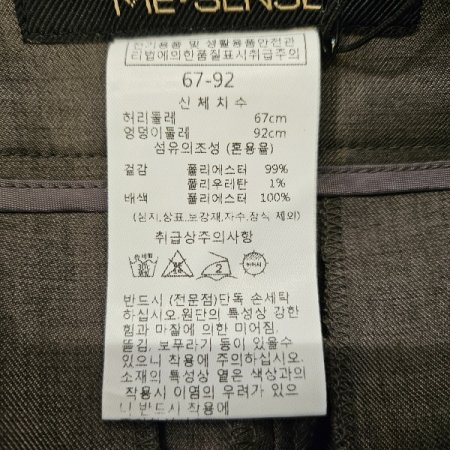 ME·SENSE
전기용품 및 생활용품안전관
리법에의한품질표시취급주의
67-92
신체치수
허리둘레 67cm
엉덩이둘레 92cm
섬유의조성 (혼용율)
겉감 폴리에스터 99%
폴리우레탄 1%
배색 폴리에스터 100%
(심지,상표,보강재,자수,장식 제외)
취급상주의사항
반드시 (전문점)단독 손세탁
하십시오.원단의 특성상 강한
힘과 마찰에 의한 미어짐,
뜯김, 보푸라기 등이 있을수
있으니 착용에 주의하십시오.
소재의 특성상 옅은 색상과의
착용시 이염의 우려가 있으
니 반드시 착용에